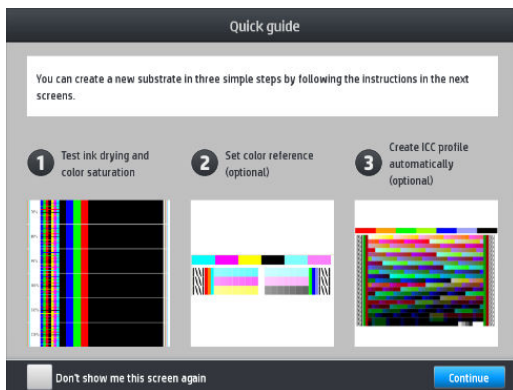 Quick guide
You can create a new substrate in three simple steps by following the instructions in the next
screens.
1 Test ink drying and
color saturation
2 Set color reference
(optional)
3 Create ICC profile
automatically
(optional)
Don't show me this screen again
Continue